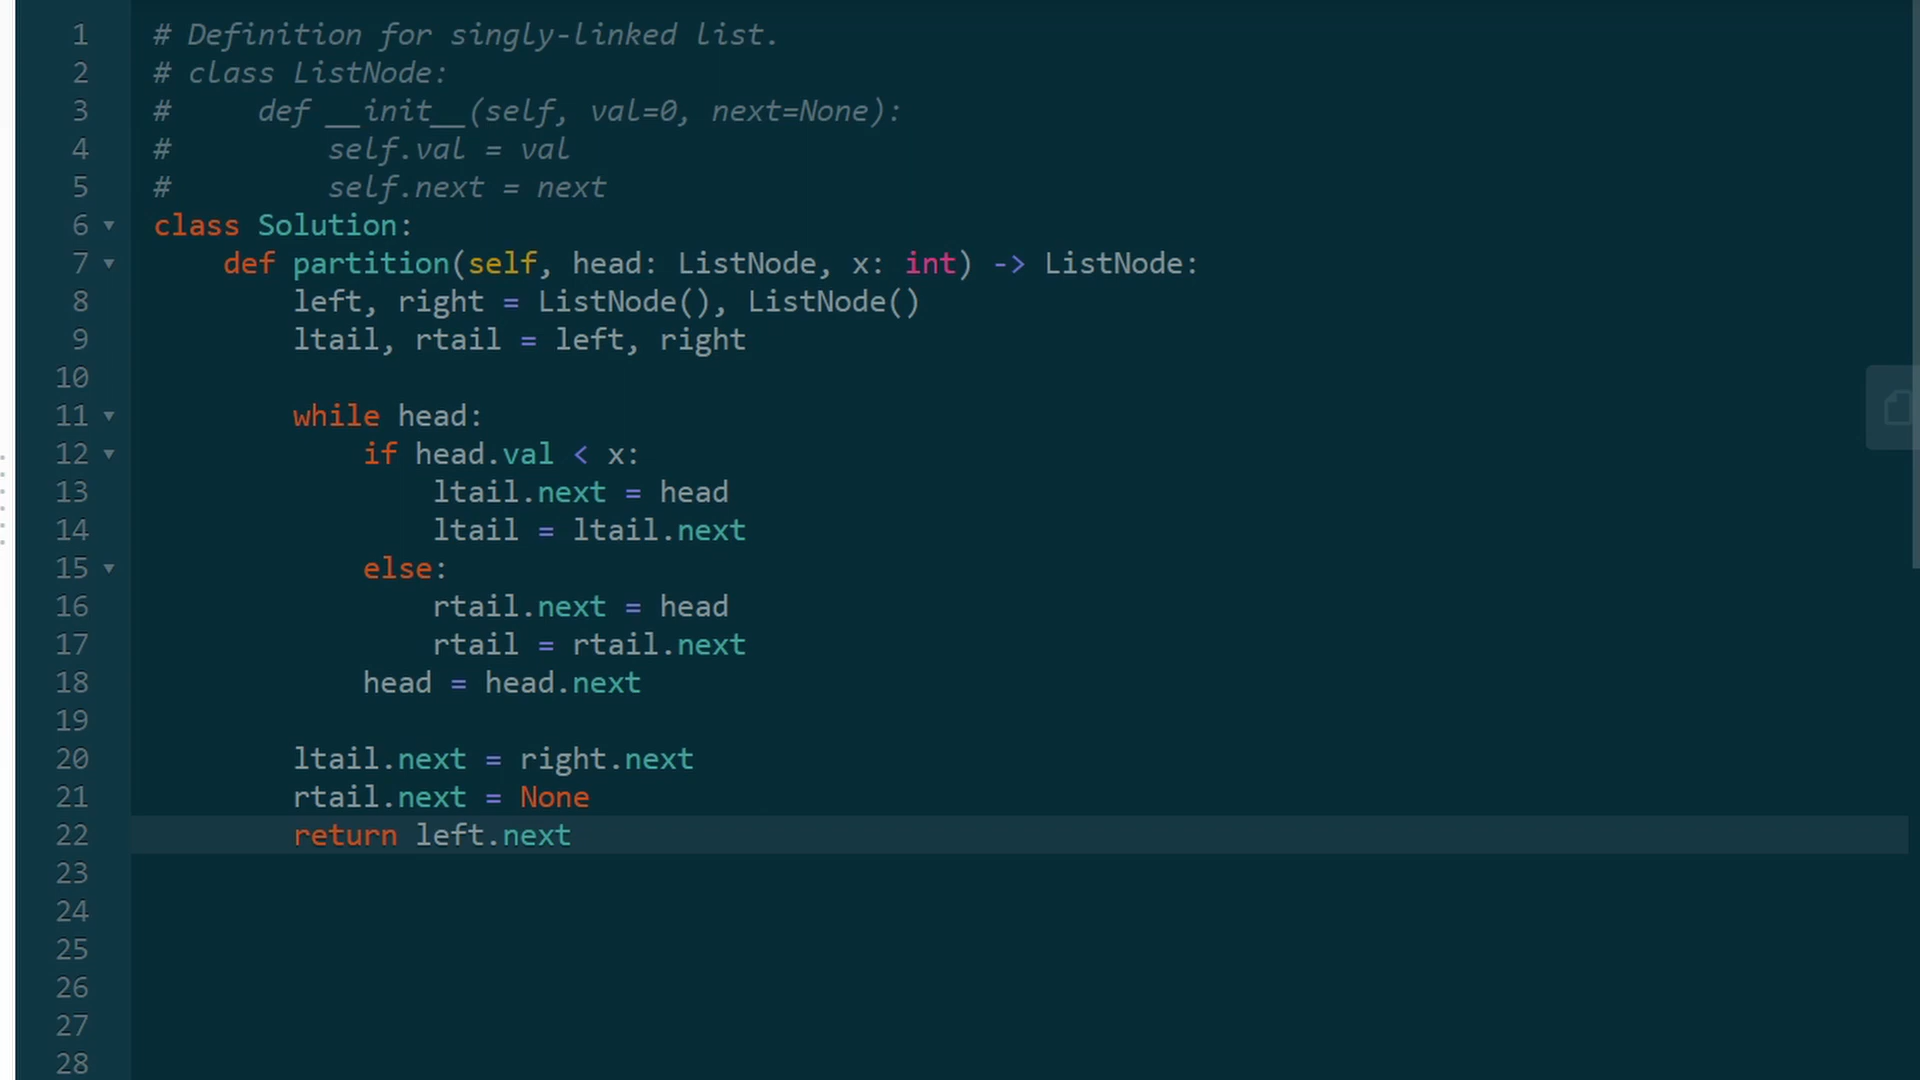 1 # Definition for singly-linked list.
2 # class ListNode:
3 #     def __init__(self, val=0, next=None):
4 #         self.val = val
5 #         self.next = next
6 class Solution:
7     def partition(self, head: ListNode, x: int) -> ListNode:
8         left, right = ListNode(), ListNode()
9         ltail, rtail = left, right
10
11         while head:
12             if head.val < x:
13                 ltail.next = head
14                 ltail = ltail.next
15             else:
16                 rtail.next = head
17                 rtail = rtail.next
18             head = head.next
19
20         ltail.next = right.next
21         rtail.next = None
22         return left.next
23
24
25
26
27
28